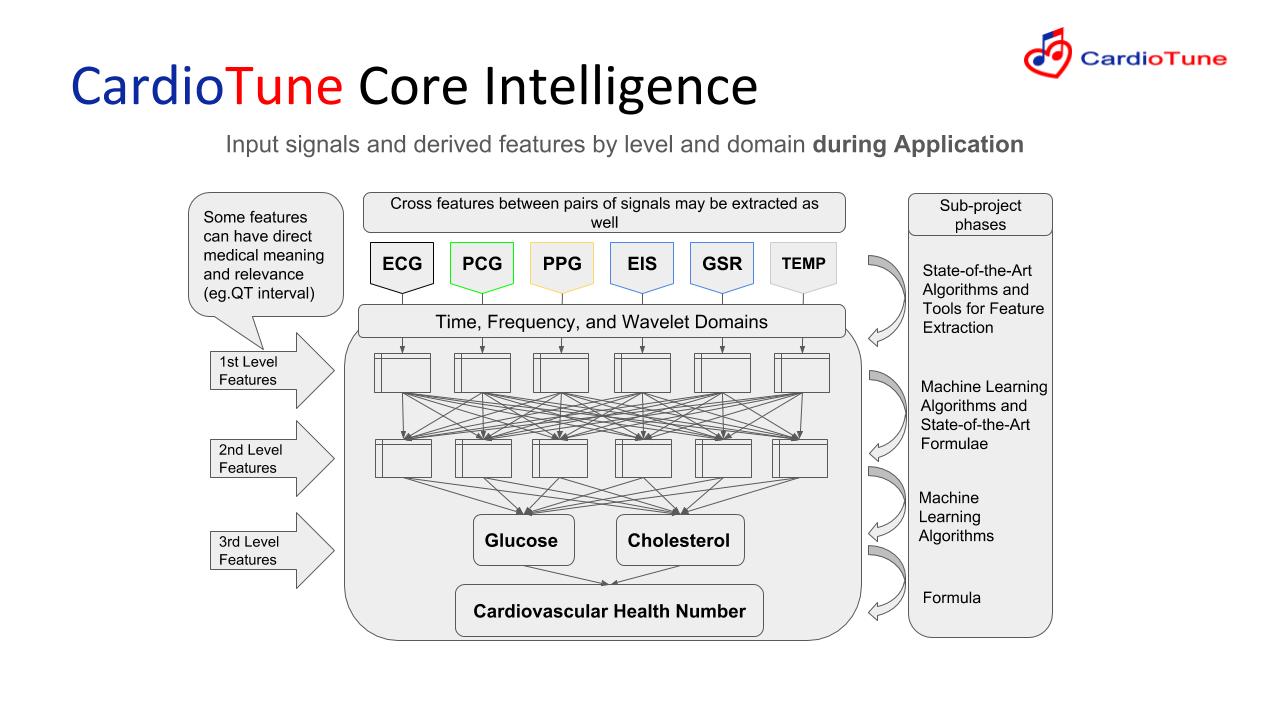 CardioTune
CardioTune Core Intelligence
Input signals and derived features by level and domain during Application
Some features
can have direct
medical meaning
and relevance
(eg.QT interval)
Cross features between pairs of signals may be extracted as
well
ECG
PCG
PPG
EIS
GSR
TEMP
Time, Frequency, and Wavelet Domains
1st Level
Features
2nd Level
Features
3rd Level
Features
Glucose
Cholesterol
Cardiovascular Health Number
Sub-project
phases
State-of-the-Art
Algorithms and
Tools for Feature
Extraction
Machine Learning
Algorithms and
State-of-the-Art
Formulae
Machine
Learning
Algorithms
Formula